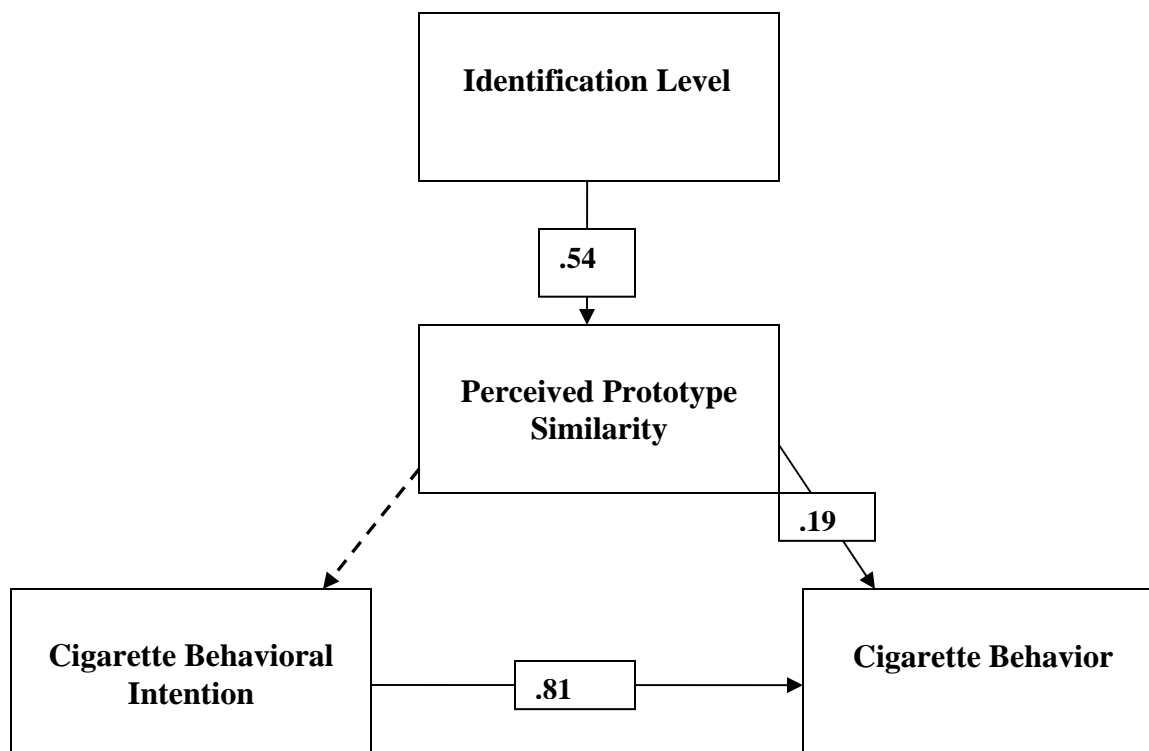 Identification Level
.54
Perceived Prototype
Similarity
.19
Cigarette Behavioral
Intention
.81
Cigarette Behavior